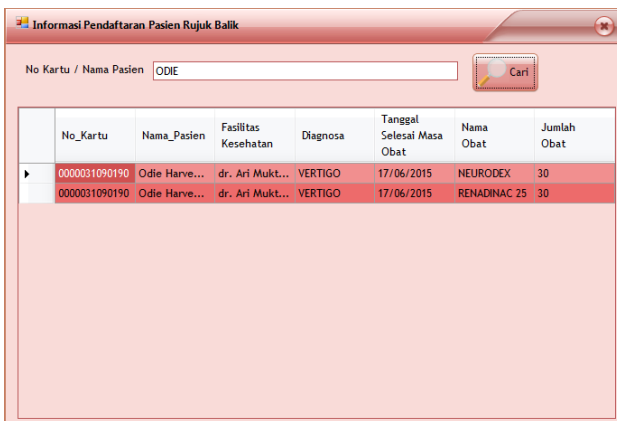 Informasi Pendaftaran Pasien Rujuk Balik
No Kartu / Nama Pasien ODIE Cari
No_Kartu Nama_Pasien Fasilitas Kesehatan Diagnosa Tanggal Selesai Masa Obat Nama Obat Jumlah Obat
0000031090190 Odie Harve... dr. Ari Mukt... VERTIGO 17/06/2015 NEURODEX 30
0000031090190 Odie Harve... dr. Ari Mukt... VERTIGO 17/06/2015 RENADINAC 25 30